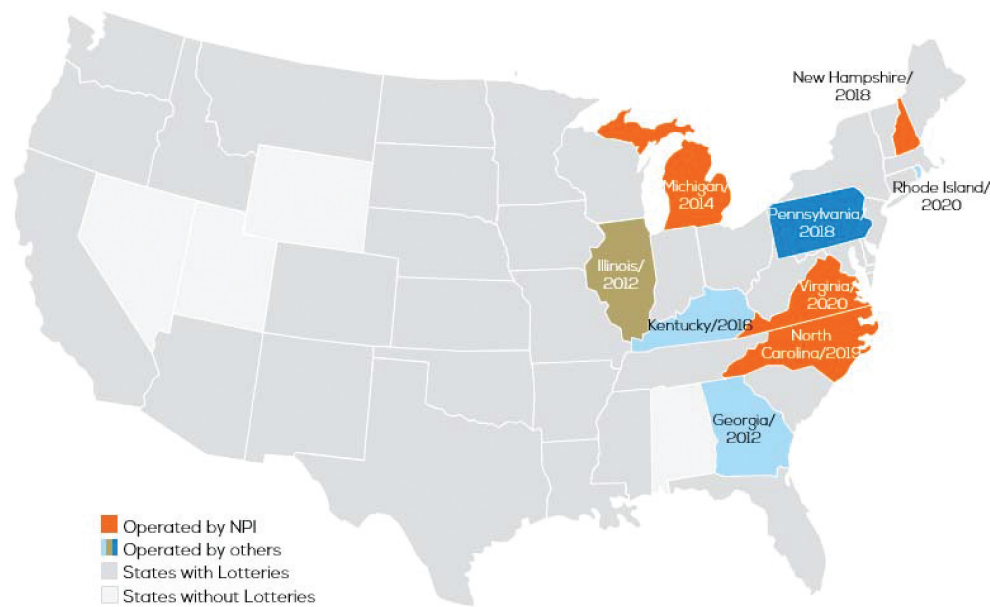 New Hampshire/
2018
Rhode Island/
2020
Michigan/
2014
Pennsylvania/
2018
Illinois/
2012
Virginia/
2020
Kentucky/2016
North
Carolina/2019
Georgia/
2012
Operated by NPI
Operated by others
States with Lotteries
States without Lotteries